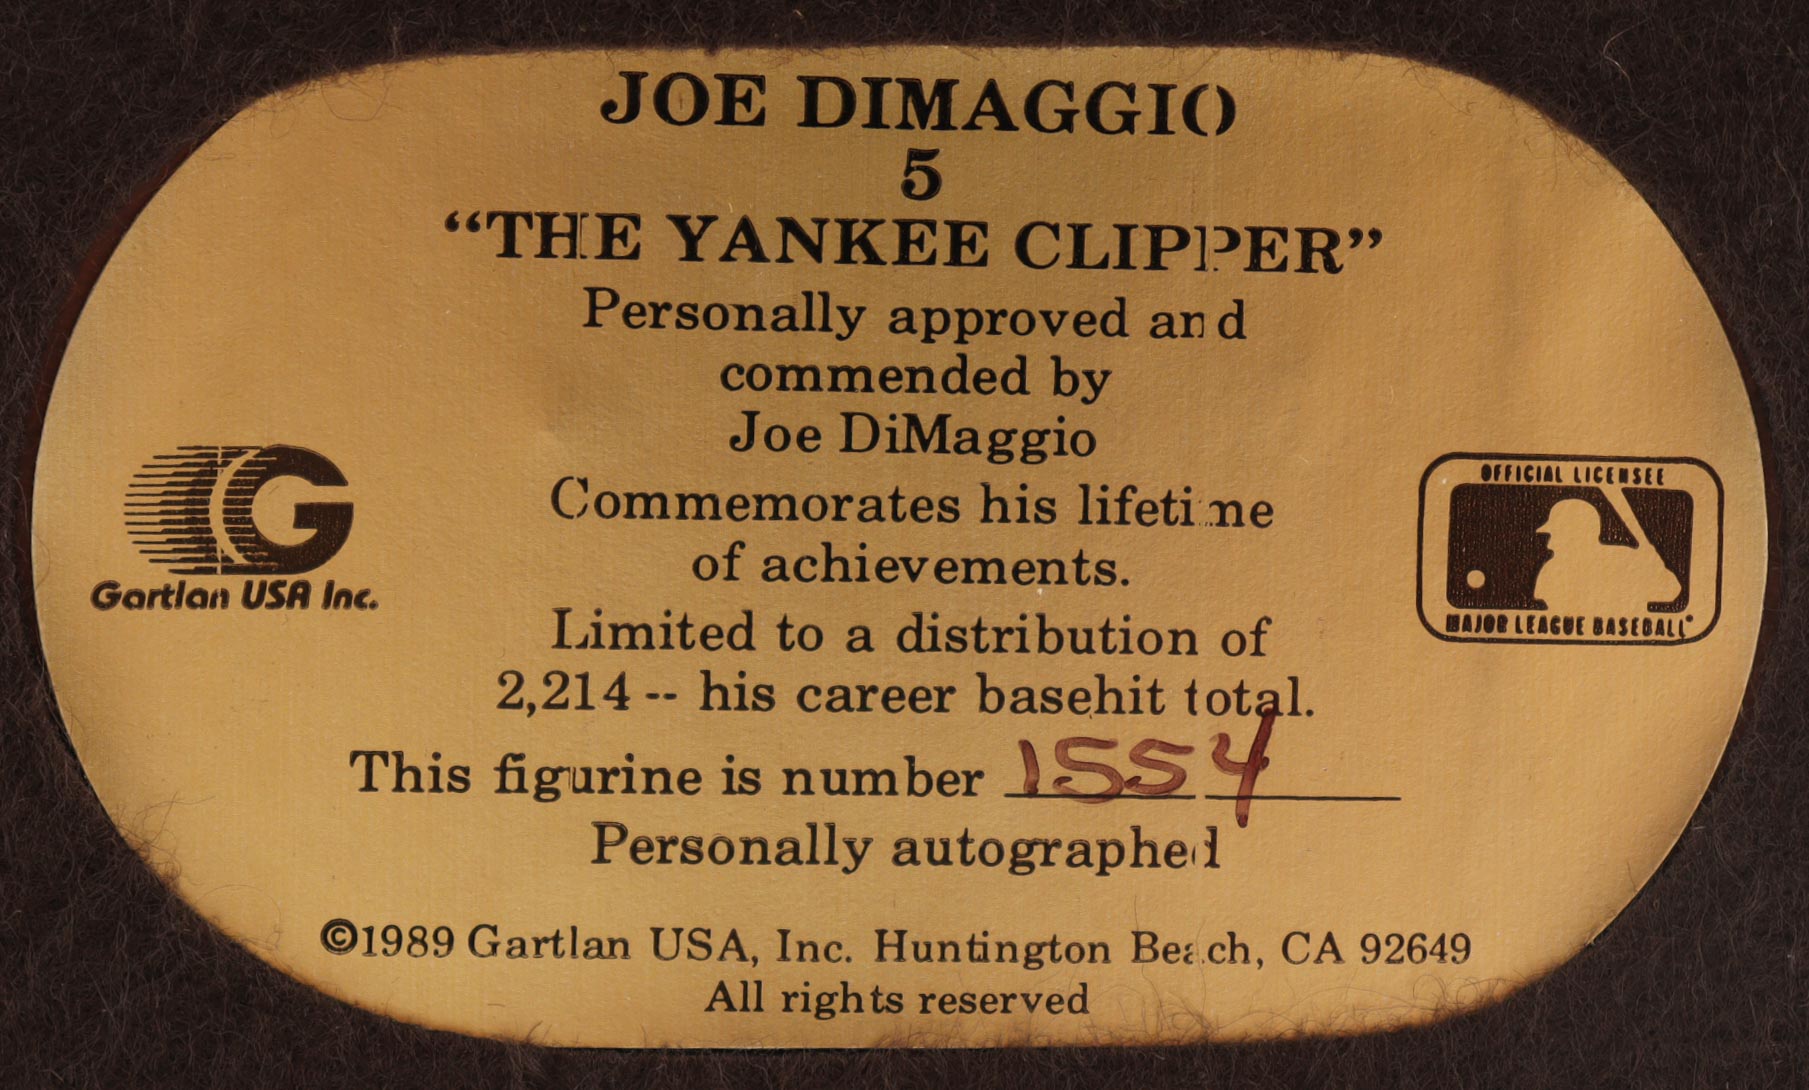 JOE DIMAGGIO
5
“THE YANKEE CLIPPER”
Personally approved and
commended by
Joe DiMaggio
Commemorates his lifetime
of achievements.
Limited to a distribution of
2,214 -- his career basehit total.
This figurine is number 1554
Personally autographed
©1989 Gartlan USA, Inc. Huntington Beach, CA 92649
All rights reserved
G
Gartlan USA Inc.
OFFICIAL LICENSEE
MAJOR LEAGUE BASEBALL